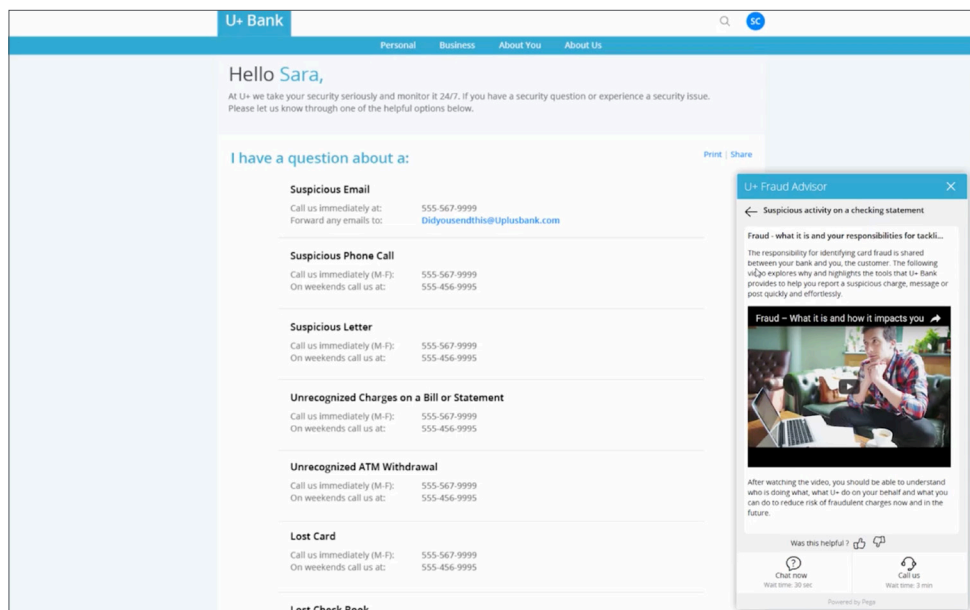 U+ Bank
SC
Personal Business About You About Us
Hello Sara,
At U+ we take your security seriously and monitor it 24/7. If you have a security question or experience a security issue.
Please let us know through one of the helpful options below.
I have a question about a:
Print | Share
Suspicious Email
Call us immediately at: 555-567-9999
Forward any emails to: Didyousendthis@Uplusbank.com
Suspicious Phone Call
Call us immediately (M-F): 555-567-9999
On weekends call us at: 555-456-9995
Suspicious Letter
Call us immediately (M-F): 555-567-9999
On weekends call us at: 555-456-9995
Unrecognized Charges on a Bill or Statement
Call us immediately (M-F): 555-567-9999
On weekends call us at: 555-456-9995
Unrecognized ATM Withdrawal
Call us immediately (M-F): 555-567-9999
On weekends call us at: 555-456-9995
Lost Card
Call us immediately (M-F): 555-567-9999
On weekends call us at: 555-456-9995
Lost Check Book
U+ Fraud Advisor
Suspicious activity on a checking statement
Fraud - what it is and your responsibilities for tackli...
The responsibility for identifying card fraud is shared
between your bank and you, the customer. The following
video explores why and highlights the tools that U+ Bank
provides to help you report a suspicious charge, message or
post quickly and effortlessly.
Fraud – What it is and how it impacts you
After watching the video, you should be able to understand
who is doing what, what U+ do on your behalf and what you
can do to reduce risk of fraudulent charges now and in the
future.
Was this helpful ?
Chat now
Wait time: 20 sec
Call us
Wait time: 3 min
Powered by Pega